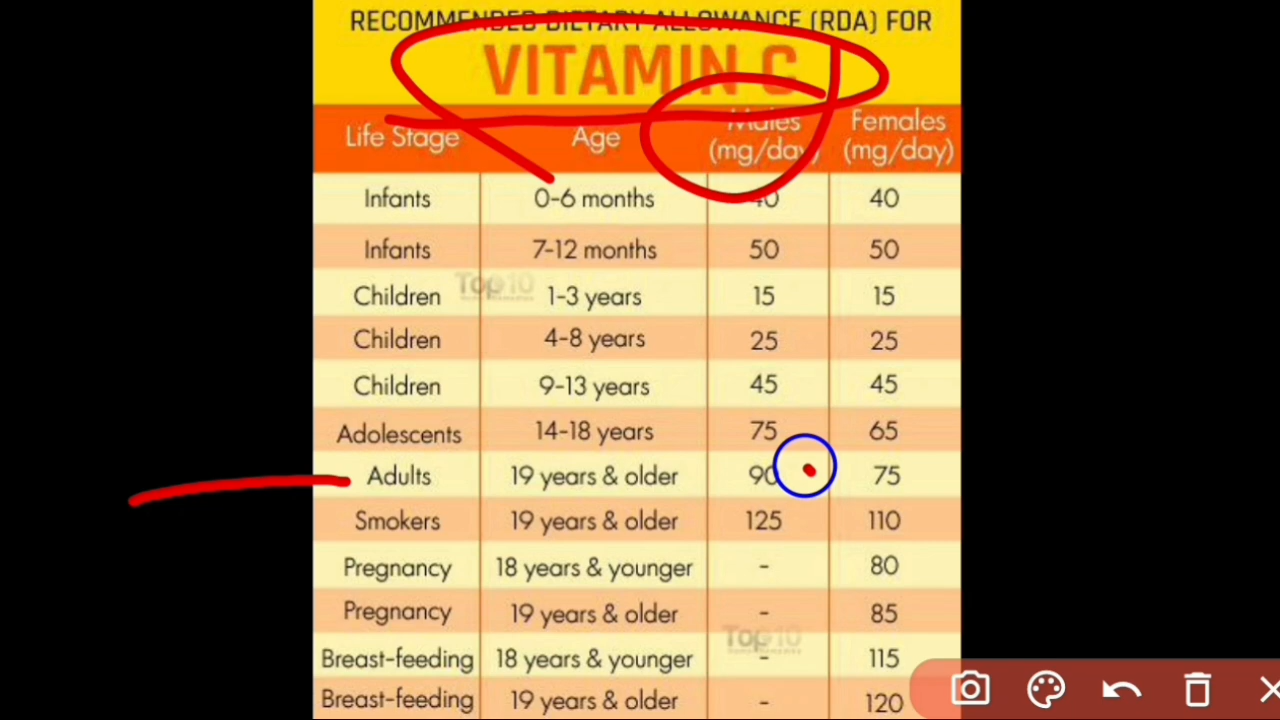 RECOMMENDED DIETARY ALLOWANCE (RDA) FOR
VITAMIN C
Life Stage Age Males (mg/day) Females (mg/day)
Infants 0-6 months 40 40
Infants 7-12 months 50 50
Top10
Children 1-3 years 15 15
Children 4-8 years 25 25
Children 9-13 years 45 45
Adolescents 14-18 years 75 65
Adults 19 years & older 90 75
Smokers 19 years & older 125 110
Pregnancy 18 years & younger - 80
Pregnancy 19 years & older - 85
Top10
Breast-feeding 18 years & younger - 115
Breast-feeding 19 years & older - 120